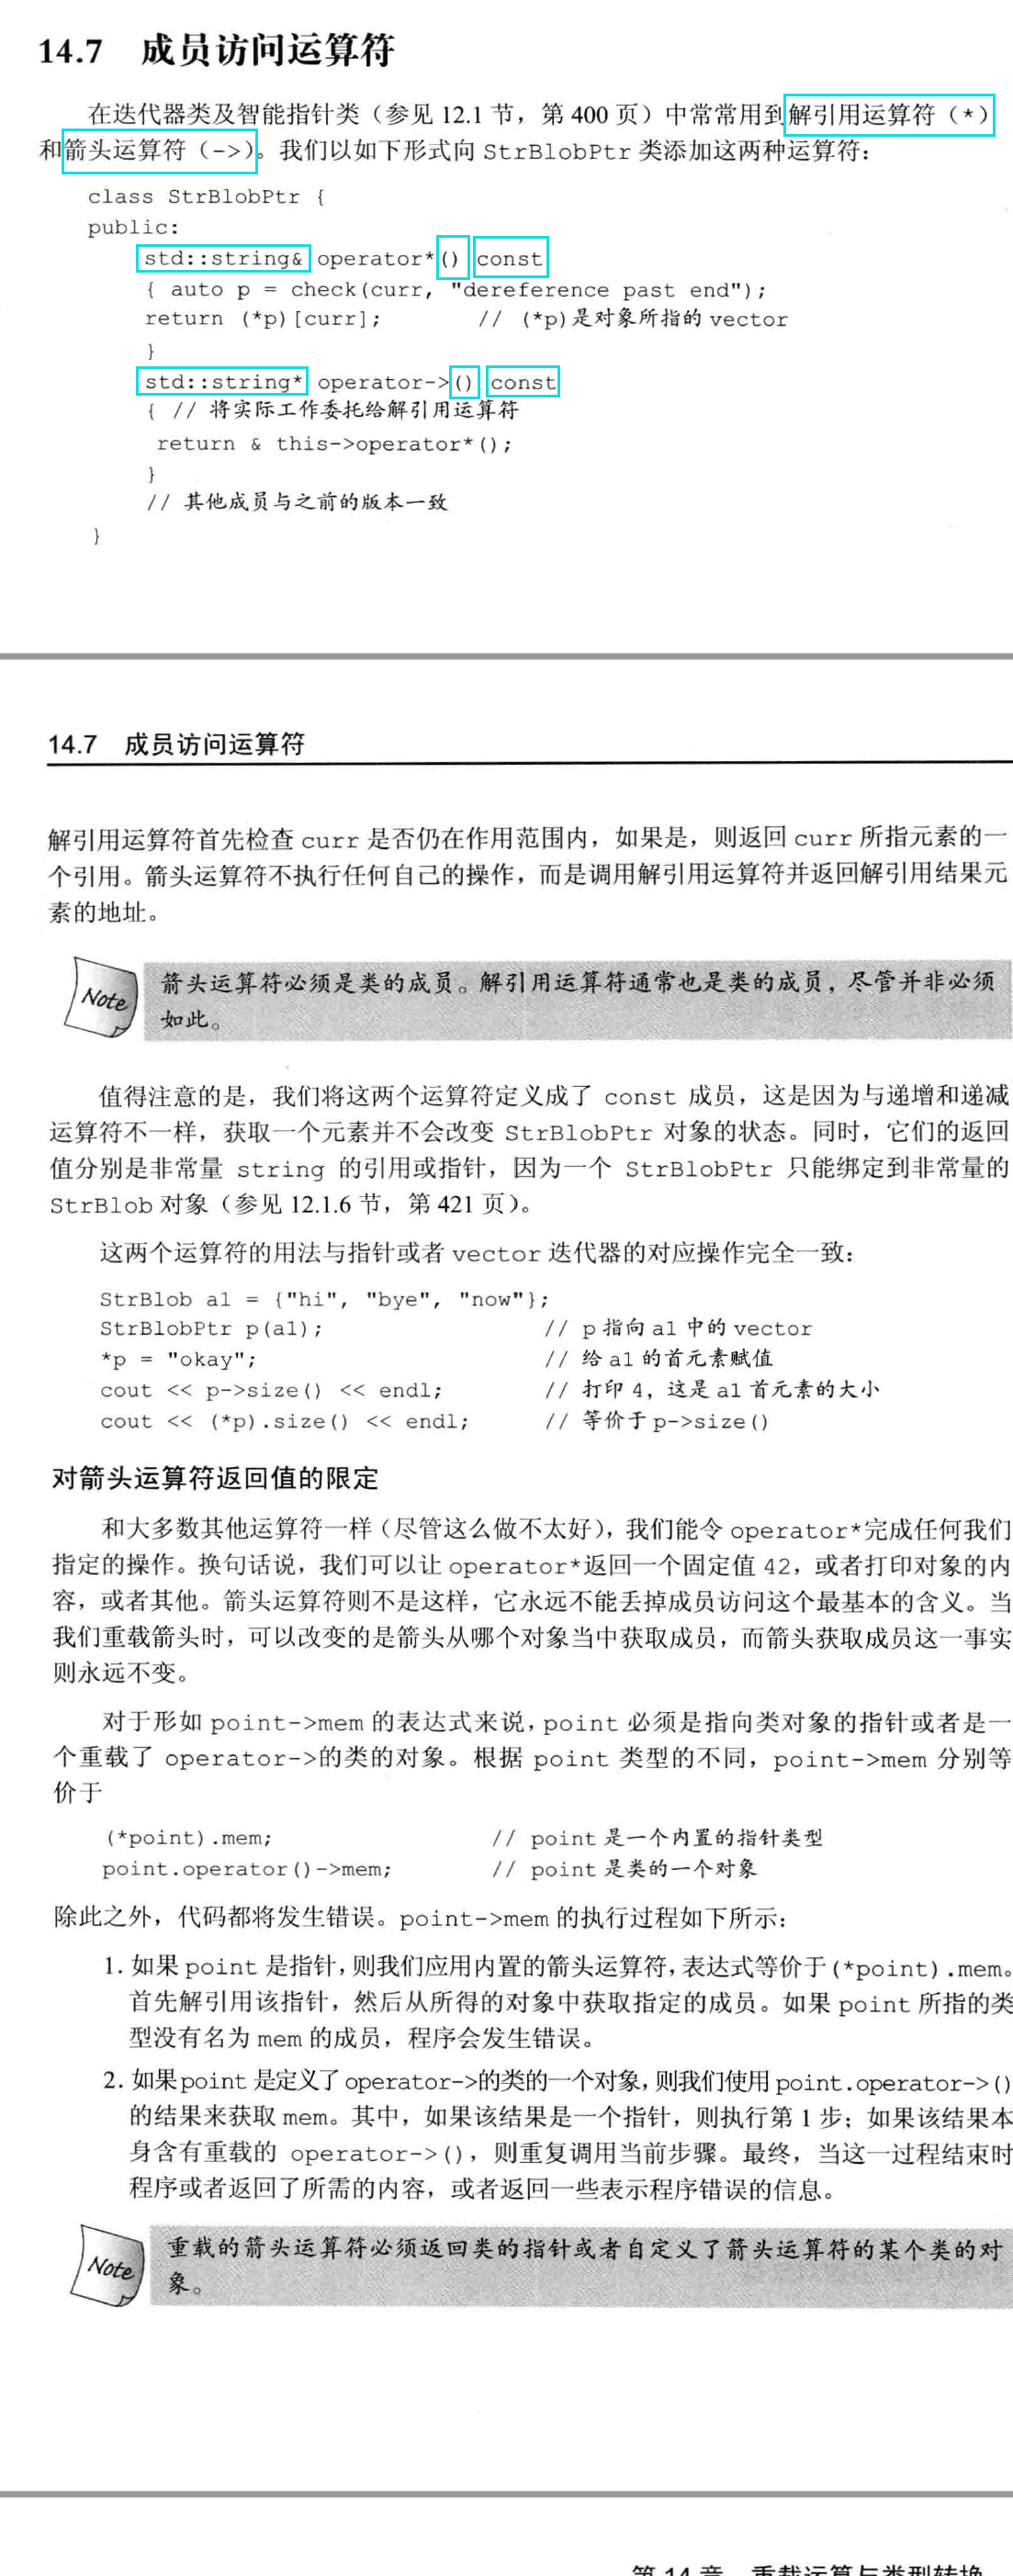 14.7 成员访问运算符
在迭代器类及智能指针类（参见 12.1 节，第 400 页）中常常用到解引用运算符（*）
和箭头运算符（->）。我们以如下形式向 StrBlobPtr 类添加这两种运算符：
class StrBlobPtr {
public:
std::string& operator*() const
{ auto p = check(curr, "dereference past end");
return (*p)[curr]; // (*p)是对象所指的 vector
}
std::string* operator->() const
{ // 将实际工作委托给解引用运算符
return & this->operator*();
}
// 其他成员与之前的版本一致
}
14.7 成员访问运算符
解引用运算符首先检查 curr 是否仍在作用范围内，如果是，则返回 curr 所指元素的一
个引用。箭头运算符不执行任何自己的操作，而是调用解引用运算符并返回解引用结果元
素的地址。
Note 箭头运算符必须是类的成员。解引用运算符通常也是类的成员，尽管并非必须
如此。
值得注意的是，我们将这两个运算符定义成了 const 成员，这是因为与递增和递减
运算符不一样，获取一个元素并不会改变 StrBlobPtr 对象的状态。同时，它们的返回
值分别是非常量 string 的引用或指针，因为一个 StrBlobPtr 只能绑定到非常量的
StrBlob 对象（参见 12.1.6 节，第 421 页）。
这两个运算符的用法与指针或者 vector 迭代器的对应操作完全一致：
StrBlob a1 = {"hi", "bye", "now"};
StrBlobPtr p(a1); // p 指向 a1 中的 vector
*p = "okay"; // 给 a1 的首元素赋值
cout << p->size() << endl; // 打印 4，这是 a1 首元素的大小
cout << (*p).size() << endl; // 等价于 p->size()
对箭头运算符返回值的限定
和大多数其他运算符一样（尽管这么做不太好），我们能令 operator*完成任何我们
指定的操作。换句话说，我们可以让 operator*返回一个固定值 42，或者打印对象的内
容，或者其他。箭头运算符则不是这样，它永远不能丢掉成员访问这个最基本的含义。当
我们重载箭头时，可以改变的是箭头从哪个对象当中获取成员，而箭头获取成员这一事实
则永远不变。
对于形如 point->mem 的表达式来说，point 必须是指向类对象的指针或者是一
个重载了 operator->的类的对象。根据 point 类型的不同，point->mem 分别等
价于
(*point).mem; // point 是一个内置的指针类型
point.operator()->mem; // point 是类的一个对象
除此之外，代码都将发生错误。point->mem 的执行过程如下所示：
1. 如果 point 是指针，则我们应用内置的箭头运算符，表达式等价于(*point).mem。
首先解引用该指针，然后从所得的对象中获取指定的成员。如果 point 所指的类
型没有名为 mem 的成员，程序会发生错误。
2. 如果 point 是定义了 operator->的类的一个对象，则我们使用 point.operator->()
的结果来获取 mem。其中，如果该结果是一个指针，则执行第 1 步；如果该结果本
身含有重载的 operator->()，则重复调用当前步骤。最终，当这一过程结束时
程序或者返回了所需的内容，或者返回一些表示程序错误的信息。
Note 重载的箭头运算符必须返回类的指针或者自定义了箭头运算符的某个类的对
象。
第 14 章 重载运算与类型转换